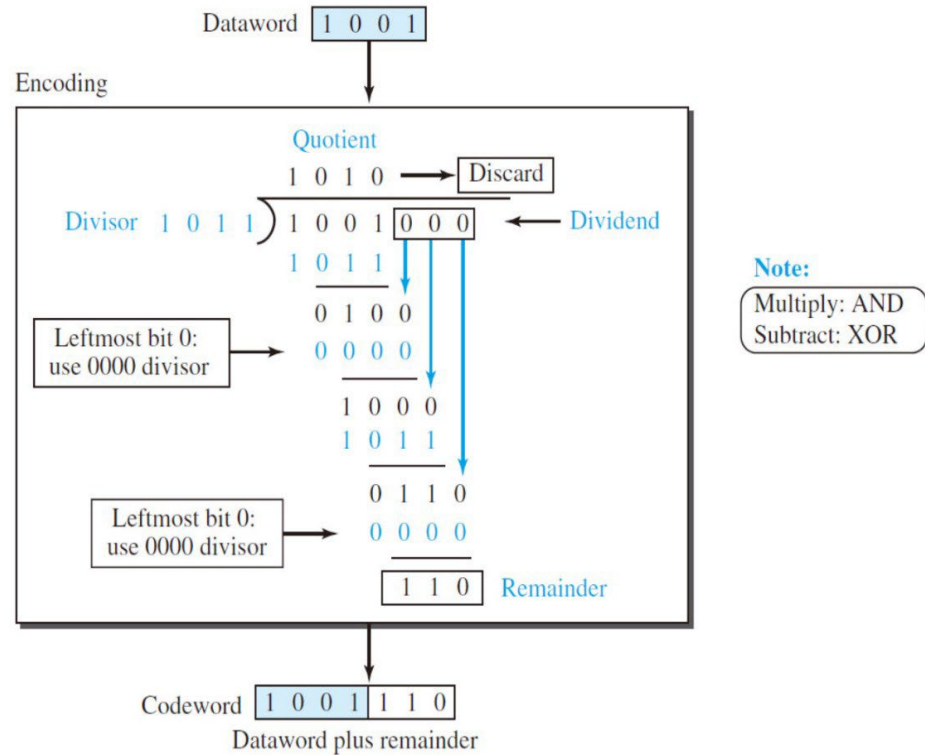 Dataword 1 0 0 1
Encoding
Quotient
1 0 1 0 Discard
Divisor 1 0 1 1 1 0 0 1 0 0 0 Dividend
1 0 1 1
Note:
Multiply: AND
Subtract: XOR
0 1 0 0
Leftmost bit 0:
use 0000 divisor
0 0 0 0
1 0 0 0
1 0 1 1
0 1 1 0
Leftmost bit 0:
use 0000 divisor
0 0 0 0
1 1 0 Remainder
Codeword 1 0 0 1 1 1 0
Dataword plus remainder